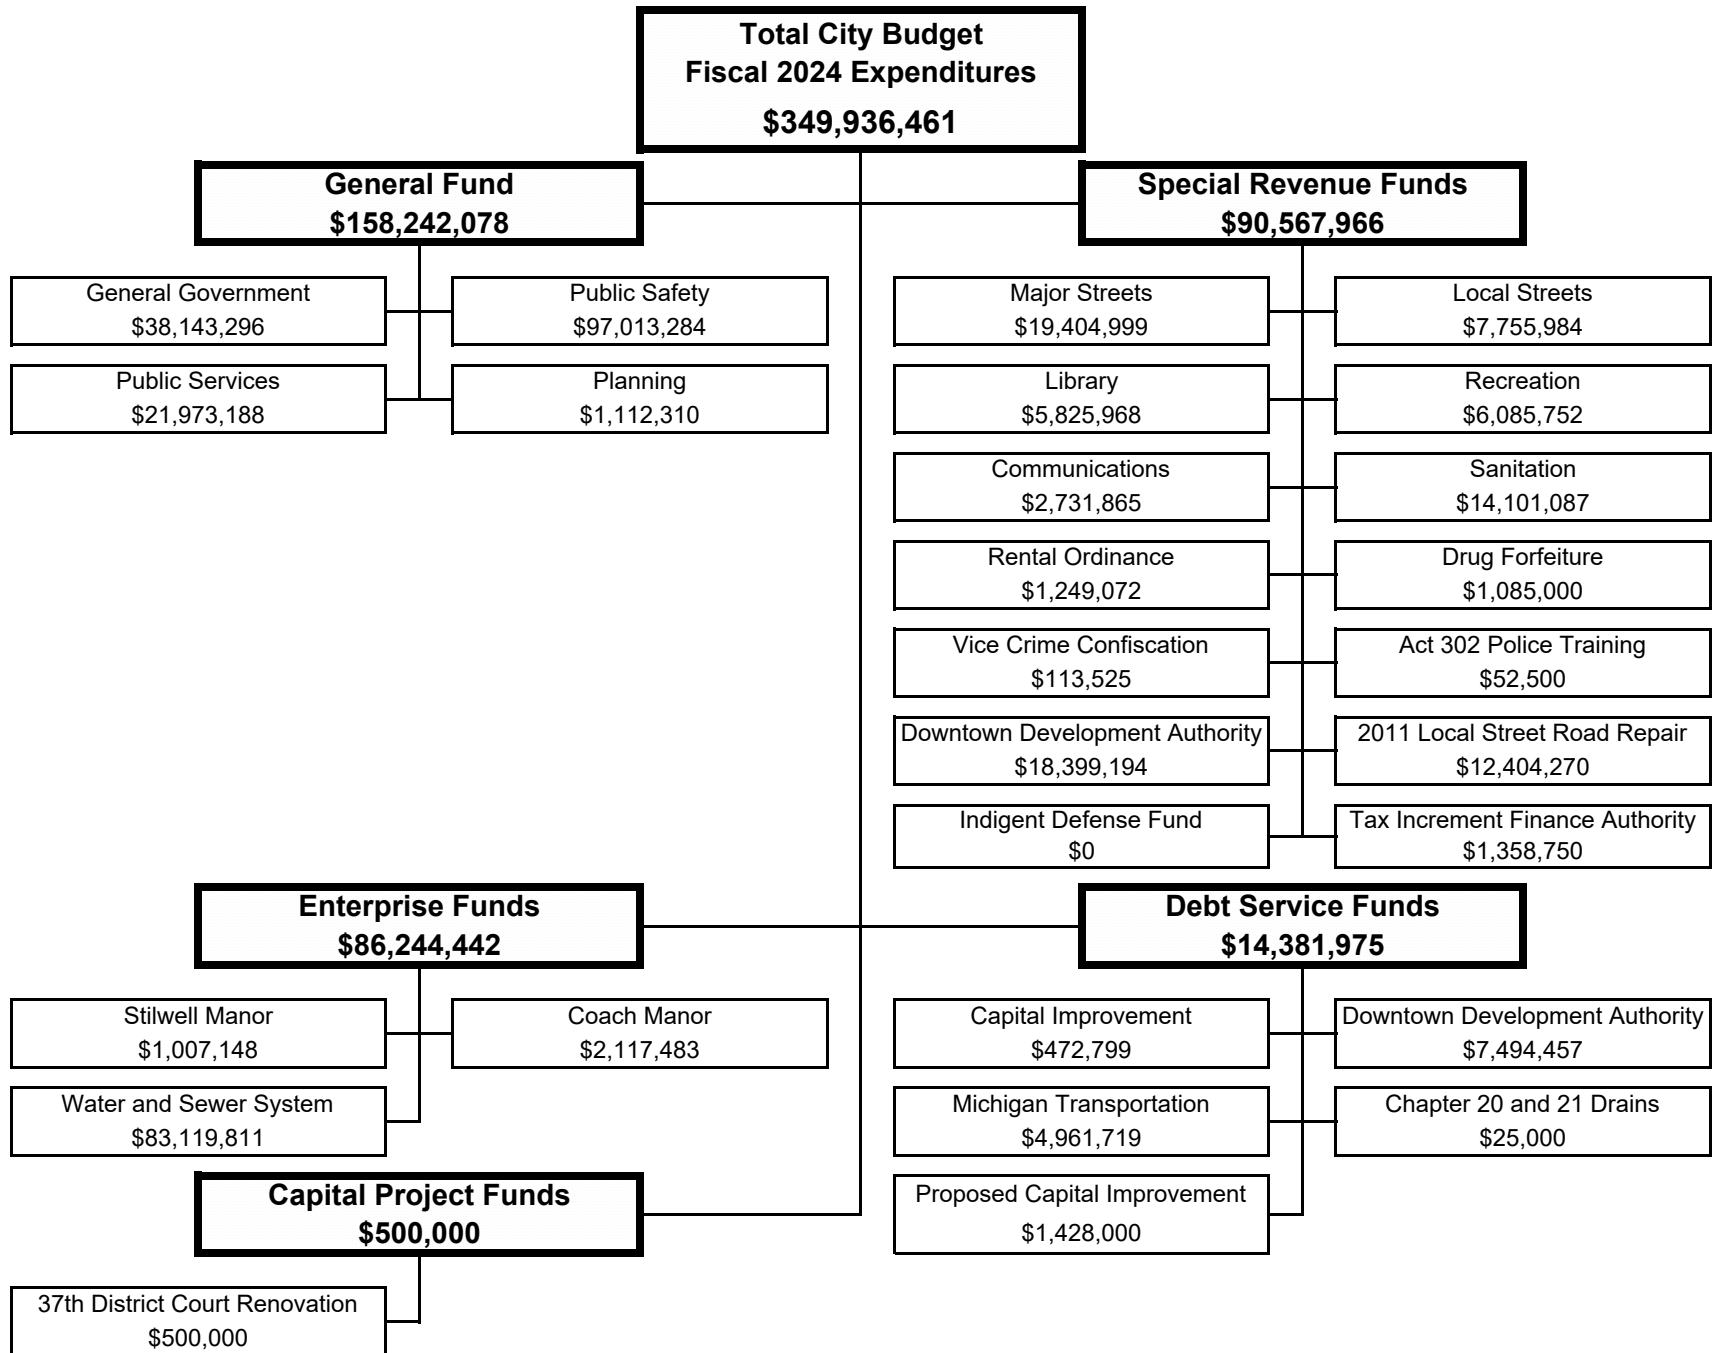 Total City Budget
Fiscal 2024 Expenditures
$349,936,461
General Fund
$158,242,078
Special Revenue Funds
$90,567,966
General Government
$38,143,296
Public Safety
$97,013,284
Public Services
$21,973,188
Planning
$1,112,310
Major Streets
$19,404,999
Local Streets
$7,755,984
Library
$5,825,968
Recreation
$6,085,752
Communications
$2,731,865
Sanitation
$14,101,087
Rental Ordinance
$1,249,072
Drug Forfeiture
$1,085,000
Vice Crime Confiscation
$113,525
Act 302 Police Training
$52,500
Downtown Development Authority
$18,399,194
2011 Local Street Road Repair
$12,404,270
Indigent Defense Fund
$0
Tax Increment Finance Authority
$1,358,750
Enterprise Funds
$86,244,442
Debt Service Funds
$14,381,975
Stilwell Manor
$1,007,148
Coach Manor
$2,117,483
Water and Sewer System
$83,119,811
Capital Improvement
$472,799
Downtown Development Authority
$7,494,457
Michigan Transportation
$4,961,719
Chapter 20 and 21 Drains
$25,000
Proposed Capital Improvement
$1,428,000
Capital Project Funds
$500,000
37th District Court Renovation
$500,000